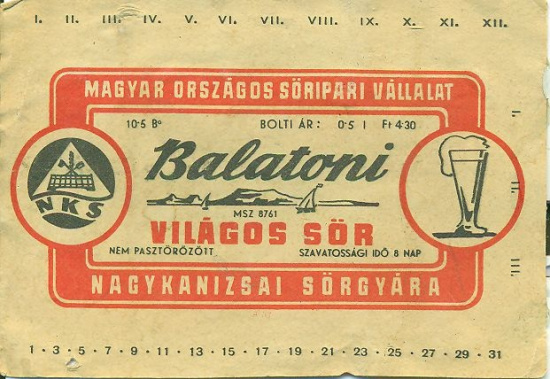 I. II. III. IV. V. VI. VII. VIII. IX. X. XI. XII.
MAGYAR ORSZÁGOS SÖRIPARI VÁLLALAT
10·5 B° BOLTI ÁR: 0·5 l Ft 4·30
Balatoni
NKS
MSZ 8761
VILÁGOS SÖR
NEM PASZTŐRÖZÖTT SZAVATOSSÁGI IDŐ 8 NAP
NAGYKANIZSAI SÖRGYÁRA
I. II. III.
1 · 3 · 5 · 7 · 9 · 11 · 13 · 15 · 17 · 19 · 21 · 23 · 25 · 27 · 29 · 31